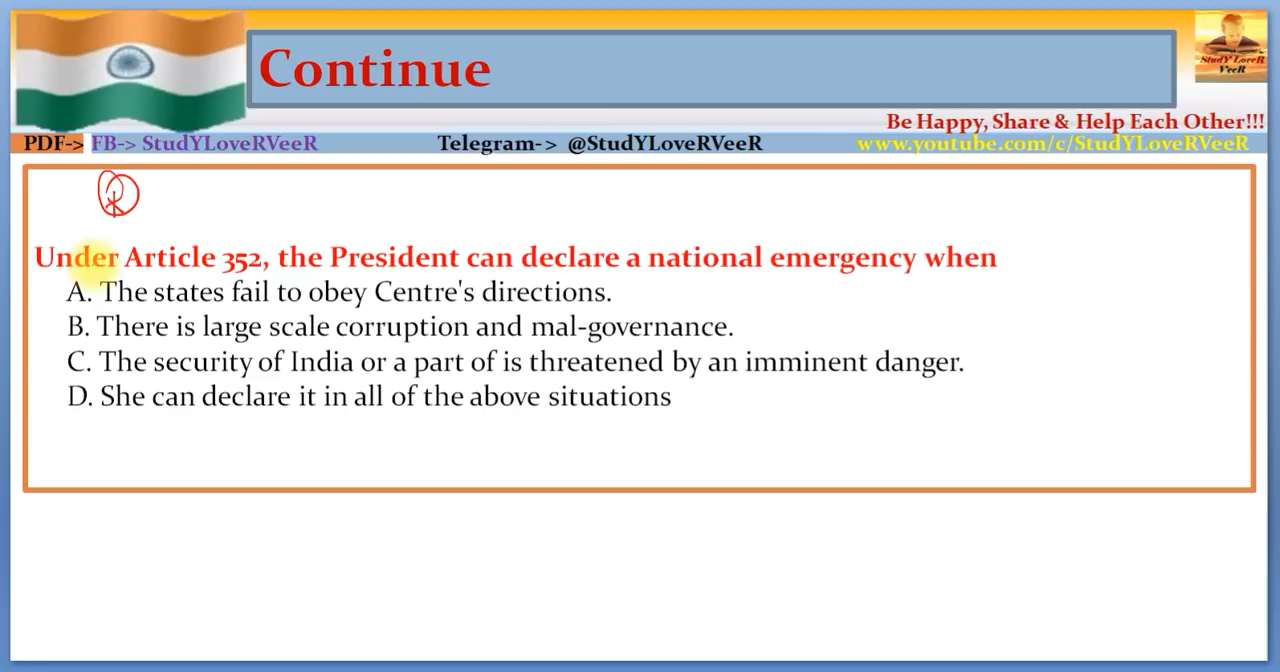 Continue
StudY LoveR
VeeR
Be Happy, Share & Help Each Other!!!
PDF-> FB-> StudYLoveRVeeR Telegram-> @StudYLoveRVeeR www.youtube.com/c/StudYLoveRVeeR
Under Article 352, the President can declare a national emergency when
A. The states fail to obey Centre's directions.
B. There is large scale corruption and mal-governance.
C. The security of India or a part of is threatened by an imminent danger.
D. She can declare it in all of the above situations